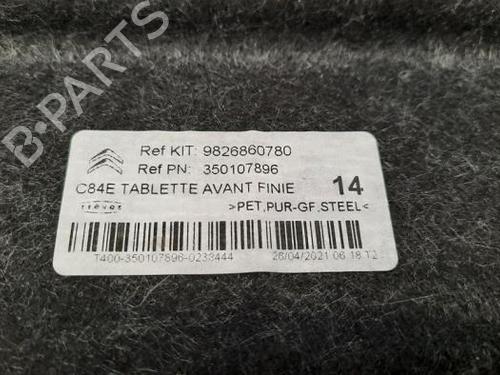 B-PARTS
Ref KIT: 9826860780
Ref PN: 350107896
C84E TABLETTE AVANT FINIE 14
treves >PET,PUR-GF,STEEL<
T400-350107896-0233444 26/04/2021 06 18 T2